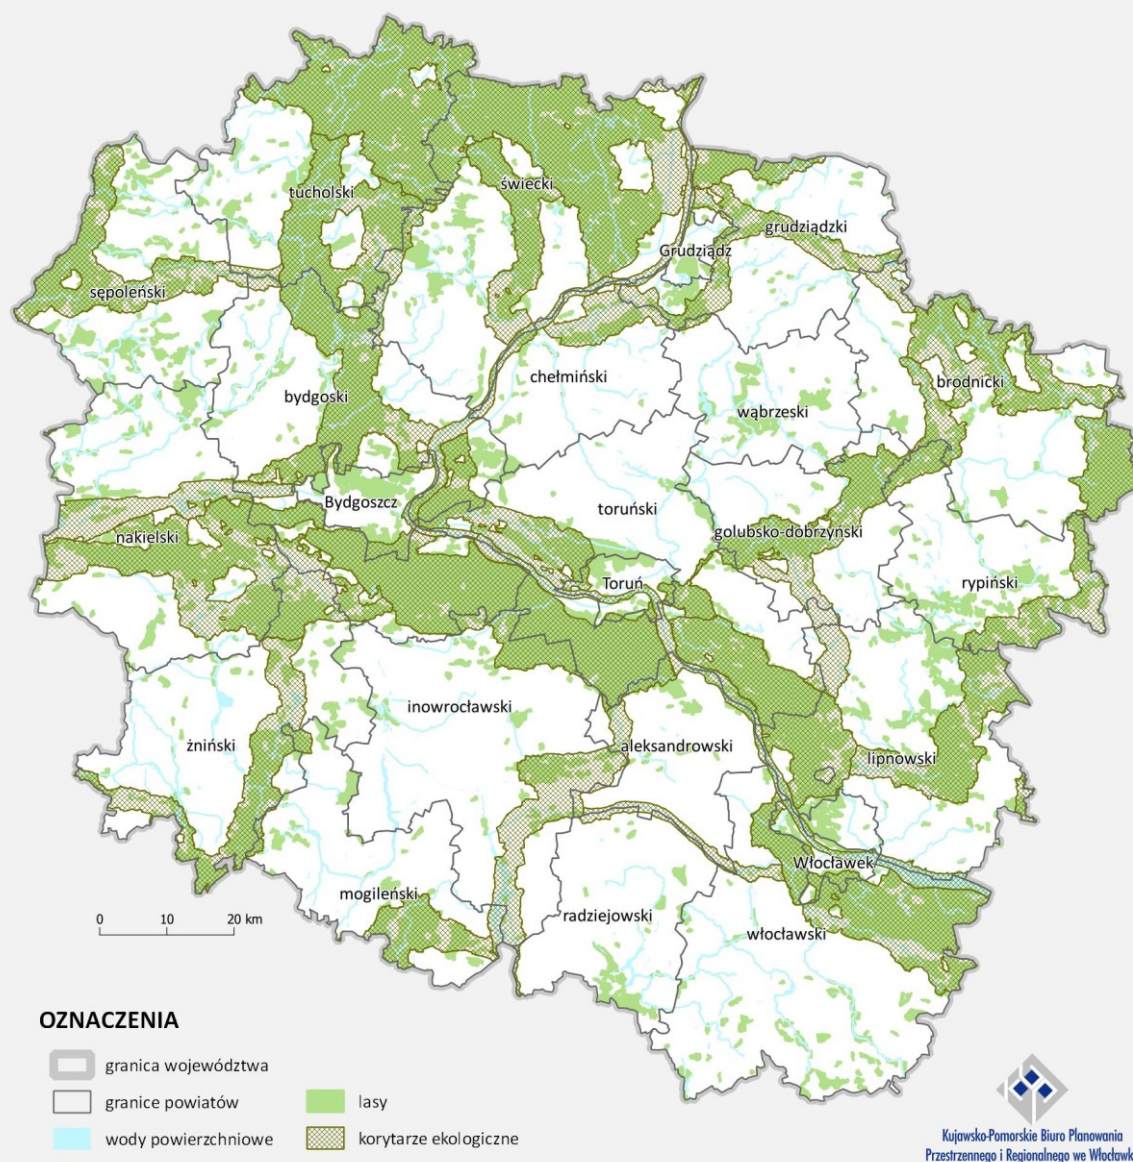 tucholski
świecki
grudziądzki
Grudziądz
sępoleński
chełmiński
brodnicki
bydgoski
wąbrzeski
Bydgoszcz
toruński
nakielski
golubsko-dobrzyński
Toruń
rypiński
inowrocławski
żniński
aleksandrowski
lipnowski
Włocławek
mogileński
radziejowski
włocławski
0 10 20 km
OZNACZENIA
granica województwa
granice powiatów
lasy
wody powierzchniowe
korytarze ekologiczne
Kujawsko-Pomorskie Biuro Planowania
Przestrzennego i Regionalnego we Włocławk